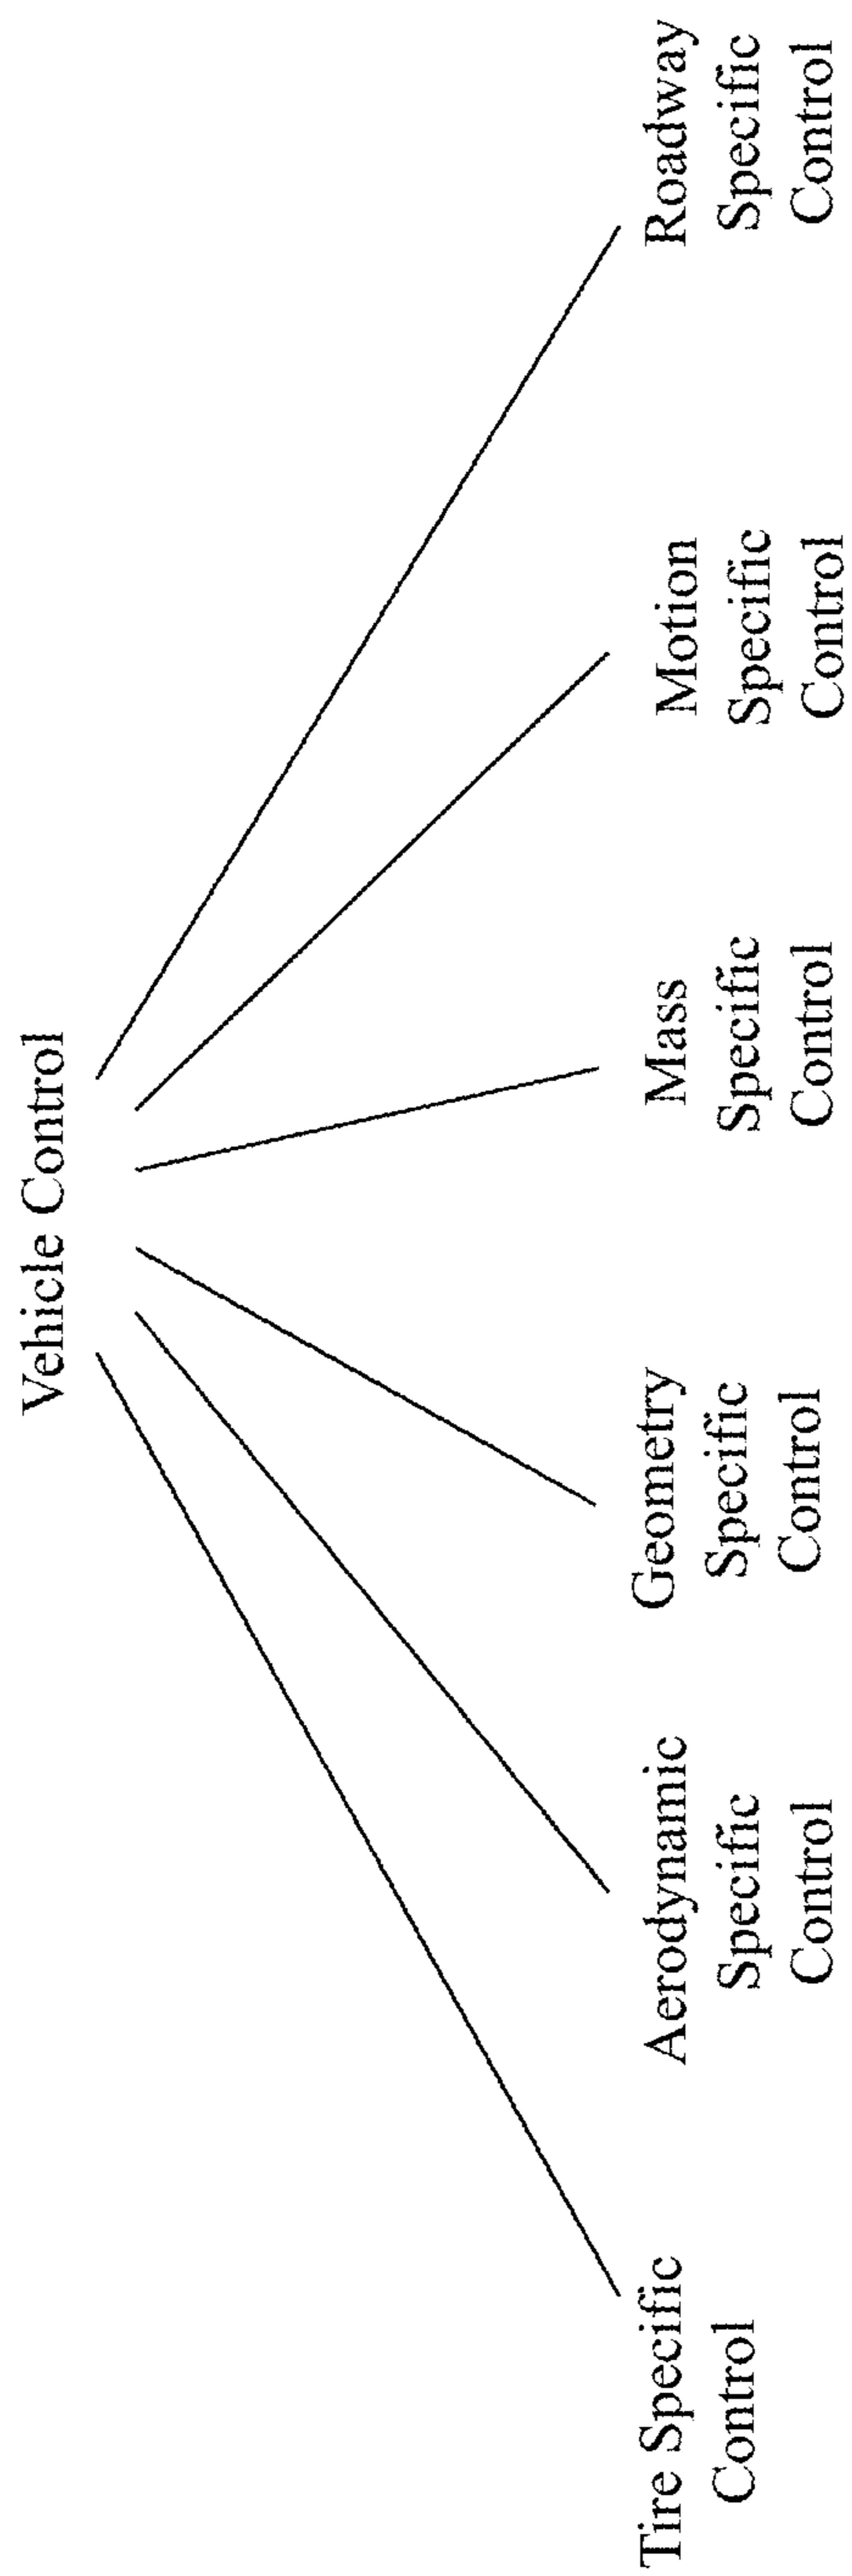 Vehicle Control
Tire Specific
Control
Aerodynamic
Specific
Control
Geometry
Specific
Control
Mass
Specific
Control
Motion
Specific
Control
Roadway
Specific
Control